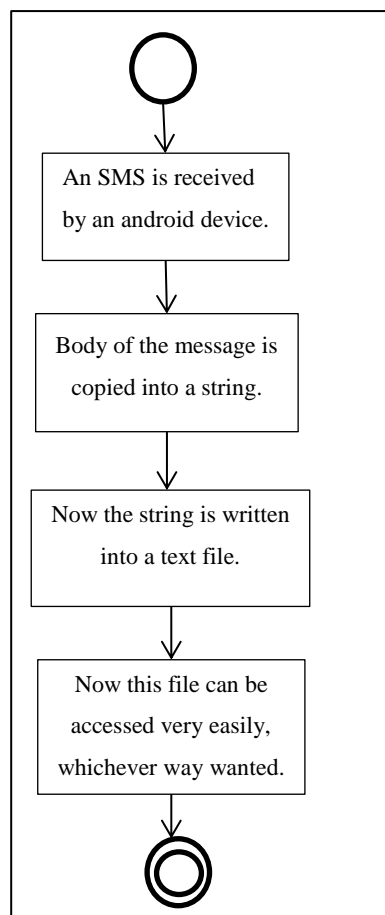 An SMS is received
by an android device.
Body of the message is
copied into a string.
Now the string is written
into a text file.
Now this file can be
accessed very easily,
whichever way wanted.